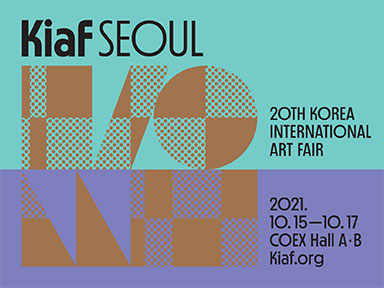 Kiaf SEOUL
20TH KOREA
INTERNATIONAL
ART FAIR
2021.
10.15—10.17
COEX Hall A·B
Kiaf.org